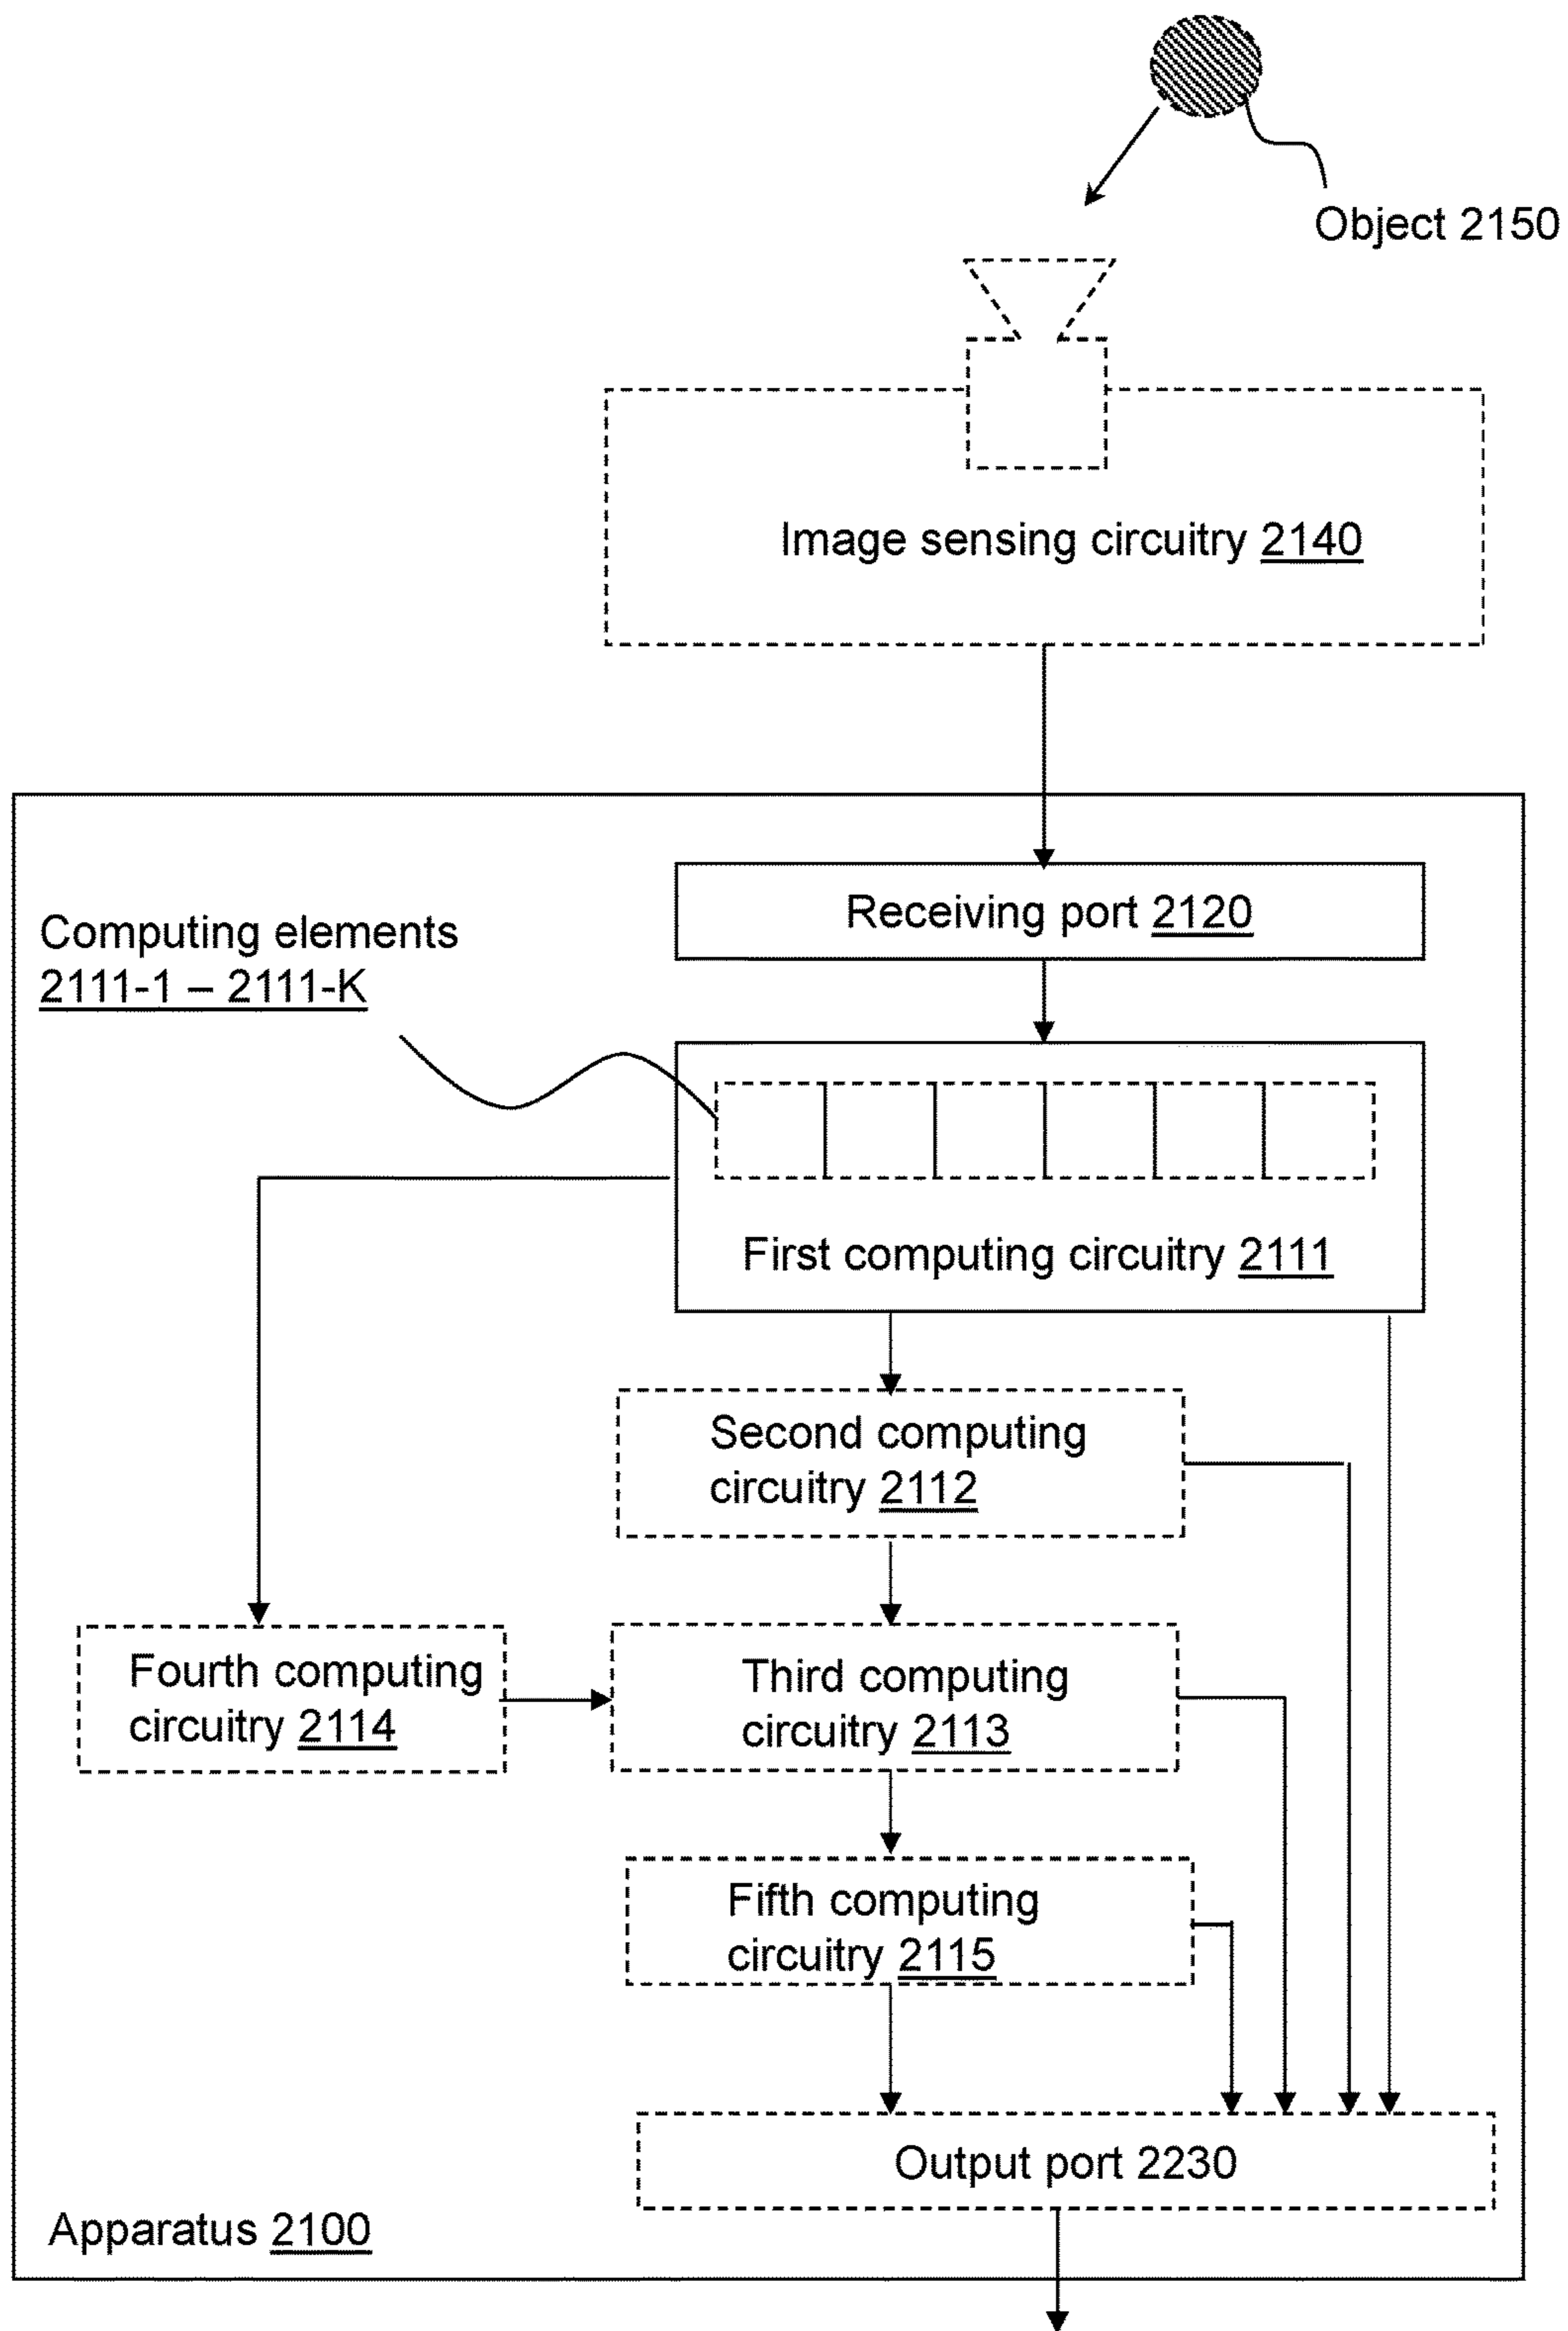 Object 2150
Image sensing circuitry 2140
Receiving port 2120
Computing elements
2111-1 – 2111-K
First computing circuitry 2111
Second computing
circuitry 2112
Fourth computing
circuitry 2114
Third computing
circuitry 2113
Fifth computing
circuitry 2115
Output port 2230
Apparatus 2100